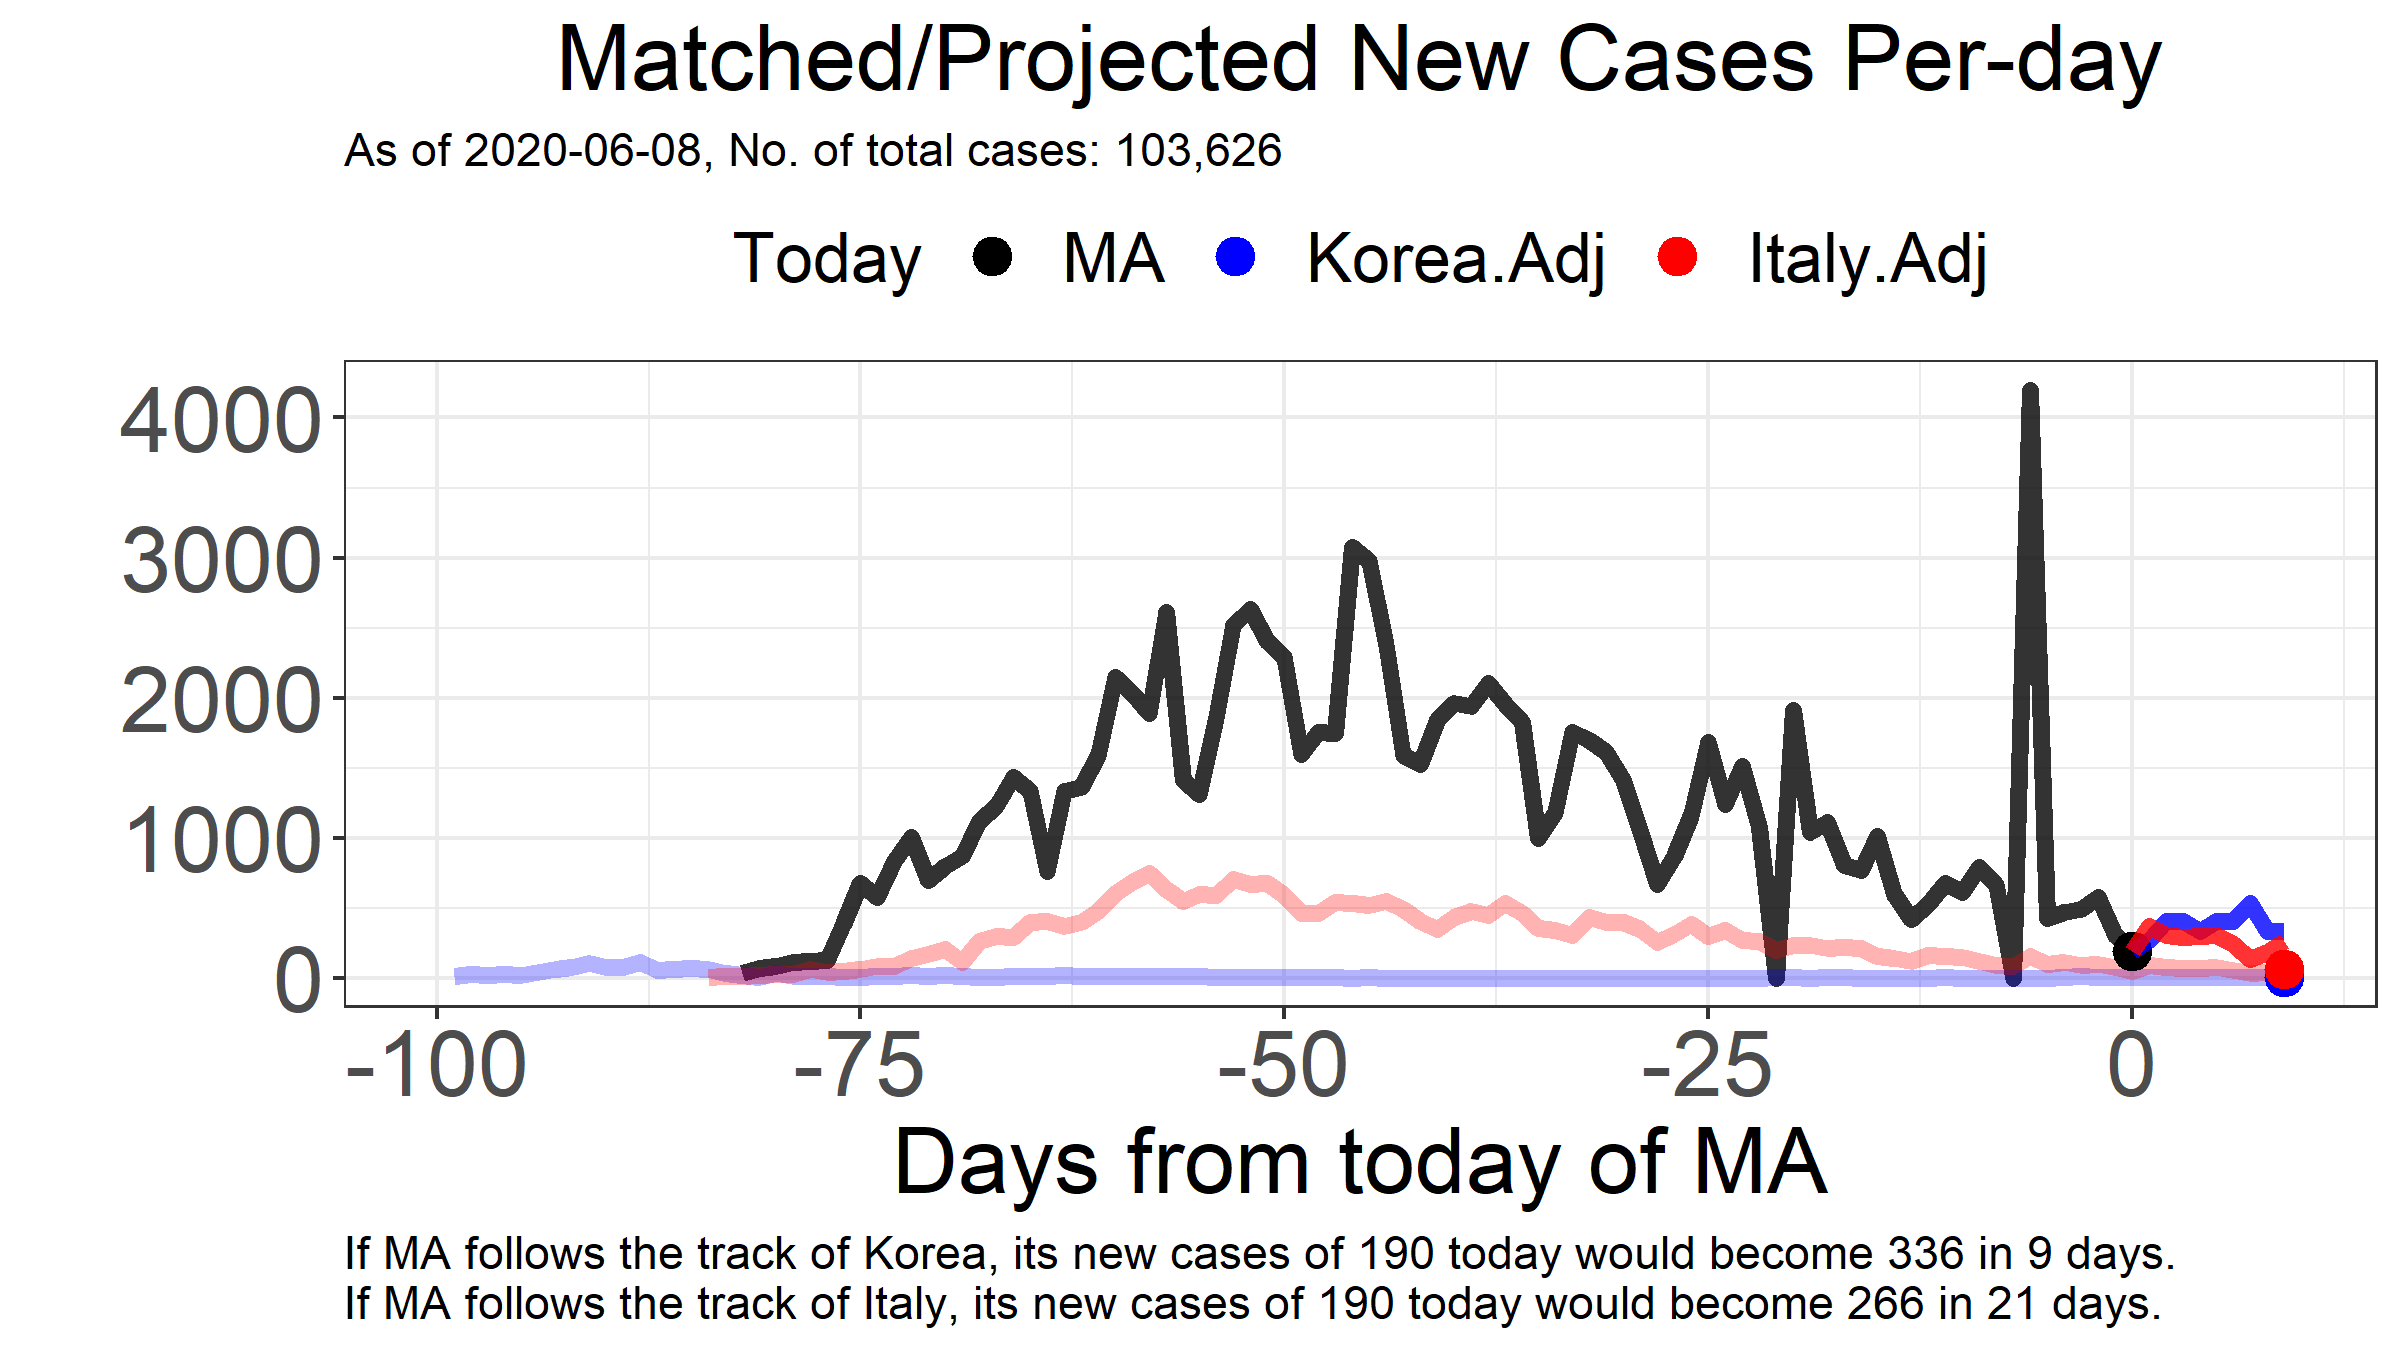 Matched/Projected New Cases Per-day
As of 2020-06-08, No. of total cases: 103,626
Today MA Korea.Adj Italy.Adj
4000
3000
2000
1000
0
-100 -75 -50 -25 0
Days from today of MA
If MA follows the track of Korea, its new cases of 190 today would become 336 in 9 days.
If MA follows the track of Italy, its new cases of 190 today would become 266 in 21 days.